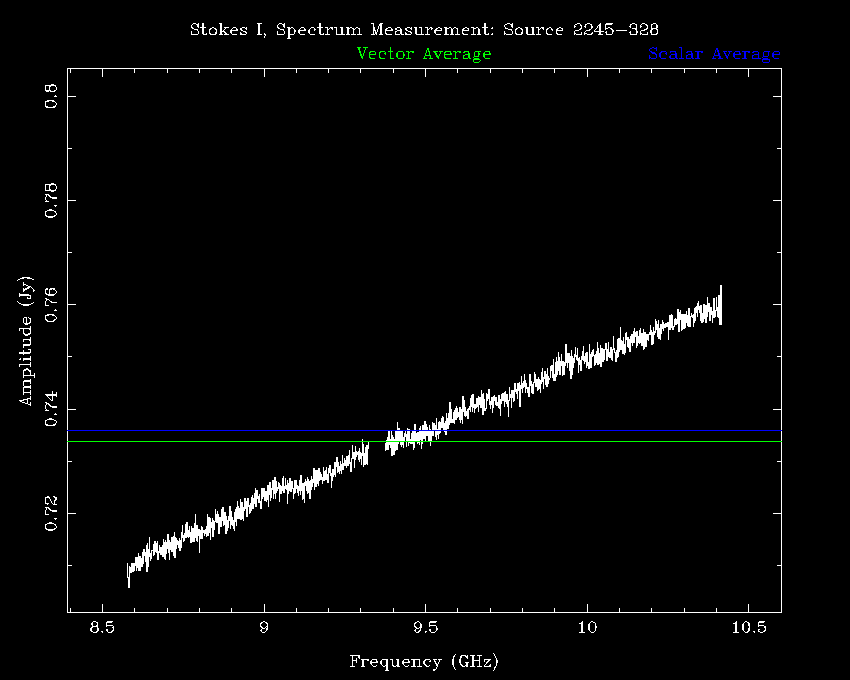 Stokes I, Spectrum Measurement: Source 2245−328
Vector Average Scalar Average
0.8
0.78
0.76
0.74
0.72
Amplitude (Jy)
8.5 9 9.5 10 10.5
Frequency (GHz)